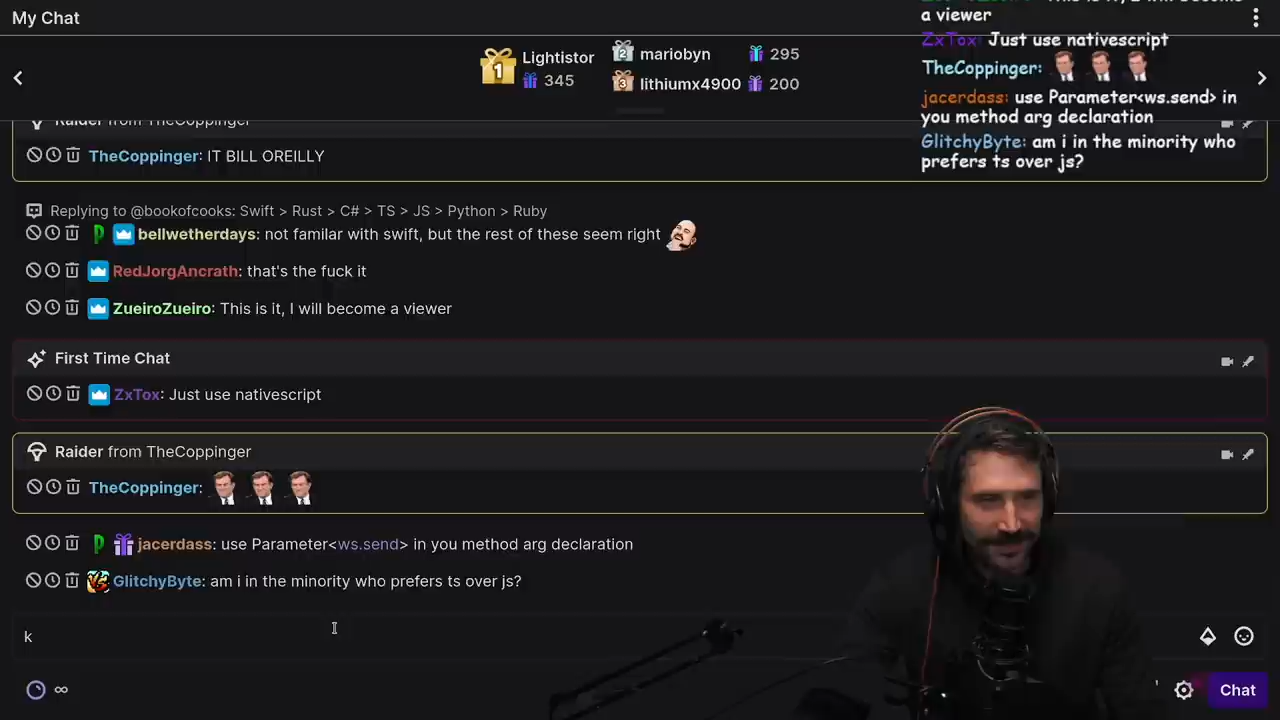 My Chat
Lightistor
345
mariobyn 295
lithiumx4900 200
Raider from TheCoppinger
TheCoppinger: IT BILL OREILLY
Replying to @bookofcooks: Swift > Rust > C# > TS > JS > Python > Ruby
bellwetherdays: not familar with swift, but the rest of these seem right
RedJorgAncrath: that's the fuck it
ZueiroZueiro: This is it, I will become a viewer
First Time Chat
ZxTox: Just use nativescript
Raider from TheCoppinger
TheCoppinger:
jacerdass: use Parameter<ws.send> in you method arg declaration
GlitchyByte: am i in the minority who prefers ts over js?
k
∞
Chat
a viewer
ZxTox: Just use nativescript
TheCoppinger:
jacerdass: use Parameter<ws.send> in
you method arg declaration
GlitchyByte: am i in the minority who
prefers ts over js?